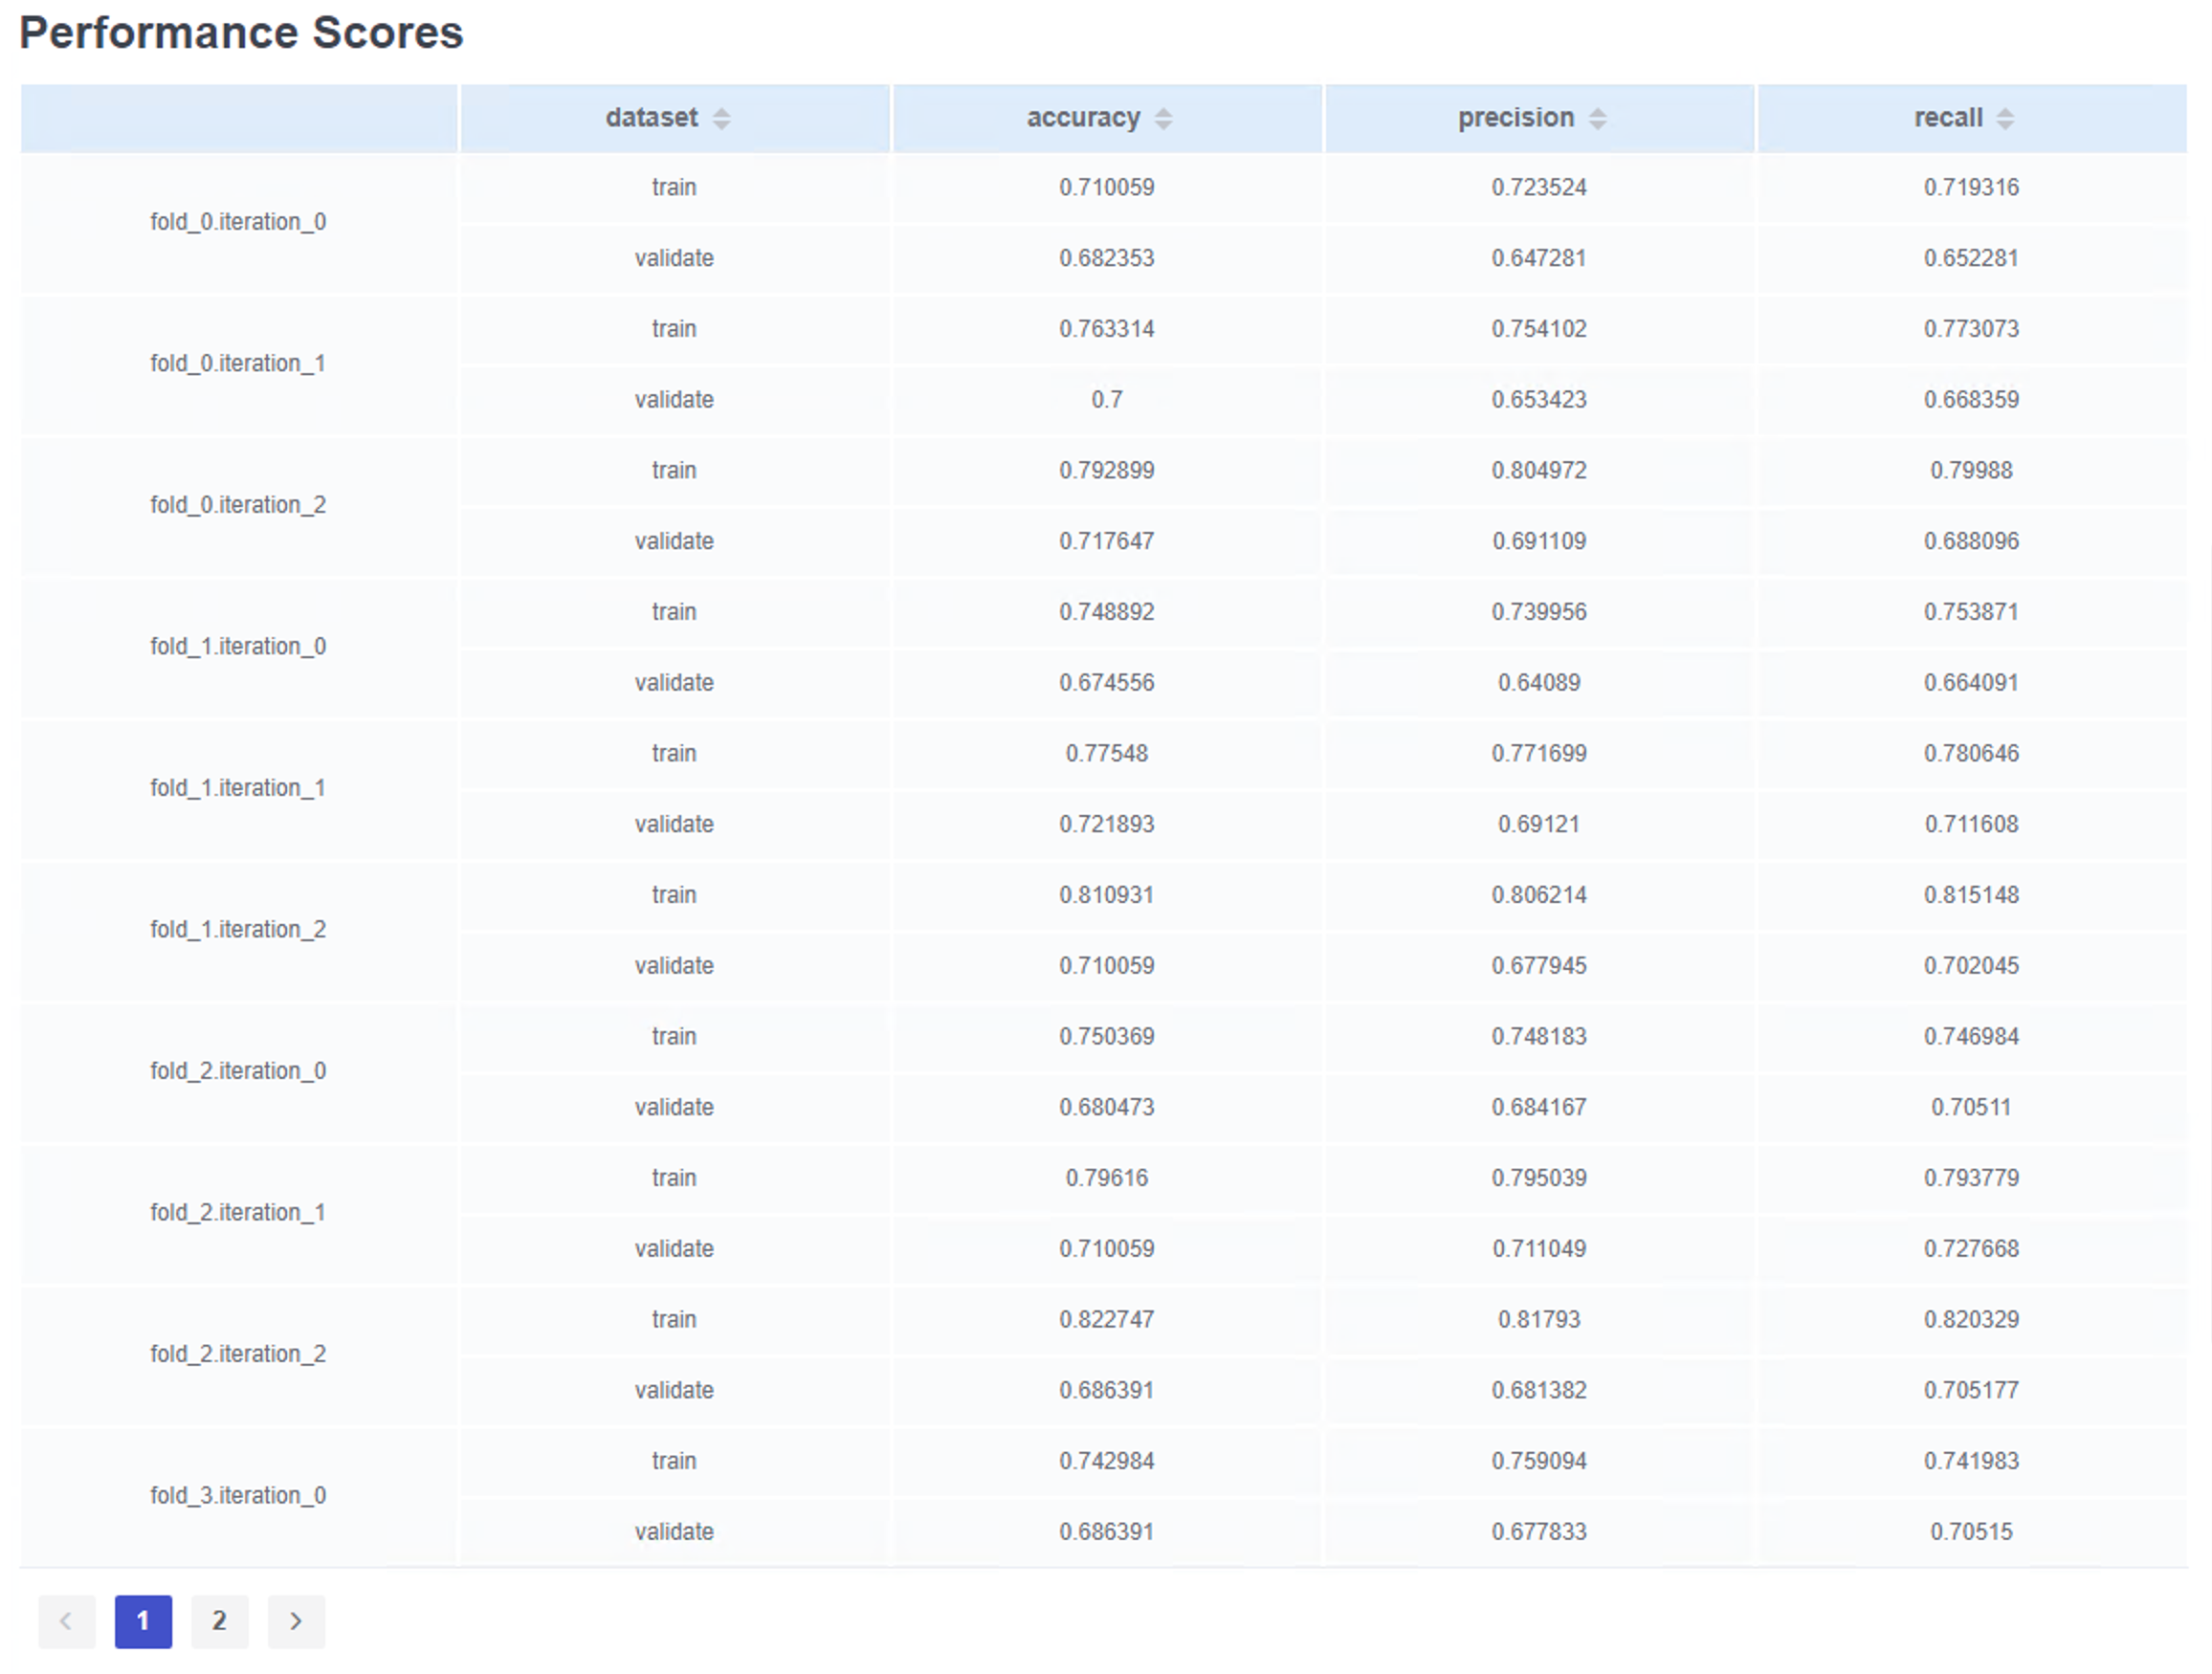 Performance Scores
dataset accuracy precision recall
fold_0.iteration_0 train 0.710059 0.723524 0.719316
validate 0.682353 0.647281 0.652281
fold_0.iteration_1 train 0.763314 0.754102 0.773073
validate 0.7 0.653423 0.668359
fold_0.iteration_2 train 0.792899 0.804972 0.79988
validate 0.717647 0.691109 0.688096
fold_1.iteration_0 train 0.748892 0.739956 0.753871
validate 0.674556 0.64089 0.664091
fold_1.iteration_1 train 0.77548 0.771699 0.780646
validate 0.721893 0.69121 0.711608
fold_1.iteration_2 train 0.810931 0.806214 0.815148
validate 0.710059 0.677945 0.702045
fold_2.iteration_0 train 0.750369 0.748183 0.746984
validate 0.680473 0.684167 0.70511
fold_2.iteration_1 train 0.79616 0.795039 0.793779
validate 0.710059 0.711049 0.727668
fold_2.iteration_2 train 0.822747 0.81793 0.820329
validate 0.686391 0.681382 0.705177
fold_3.iteration_0 train 0.742984 0.759094 0.741983
validate 0.686391 0.677833 0.70515
1 2